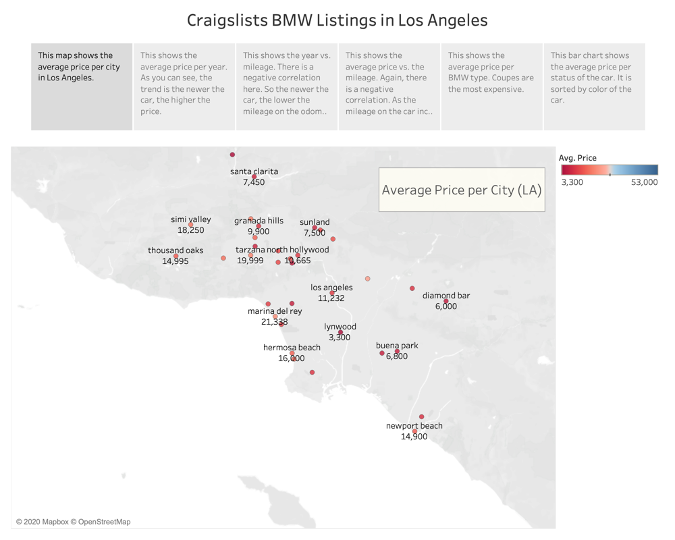 Craigslists BMW Listings in Los Angeles
This map shows the
average price per city
in Los Angeles.
This shows the
average price per year.
As you can see, the
trend is the newer the
car, the higher the
price.
This shows the year vs.
mileage. There is a
negative correlation
here. So the newer the
car, the lower the
mileage on the odom..
This shows the
average price vs. the
mileage. Again, there
is a negative
correlation. As the
mileage on the car inc..
This shows the
average price per
BMW type. Coupes are
the most expensive.
This bar chart shows
the average price per
status of the car. It is
sorted by color of the
car.
Average Price per City (LA)
Avg. Price
3,300 53,000
santa clarita
7,450
simi valley
18,250
granada hills
9,900
sunland
7,500
thousand oaks
14,995
tarzana
19,999
north hollywood
los angeles
11,232
diamond bar
6,000
marina del rey
21,338
lynwood
3,300
hermosa beach
16,000
buena park
6,800
newport beach
14,900
© 2020 Mapbox © OpenStreetMap